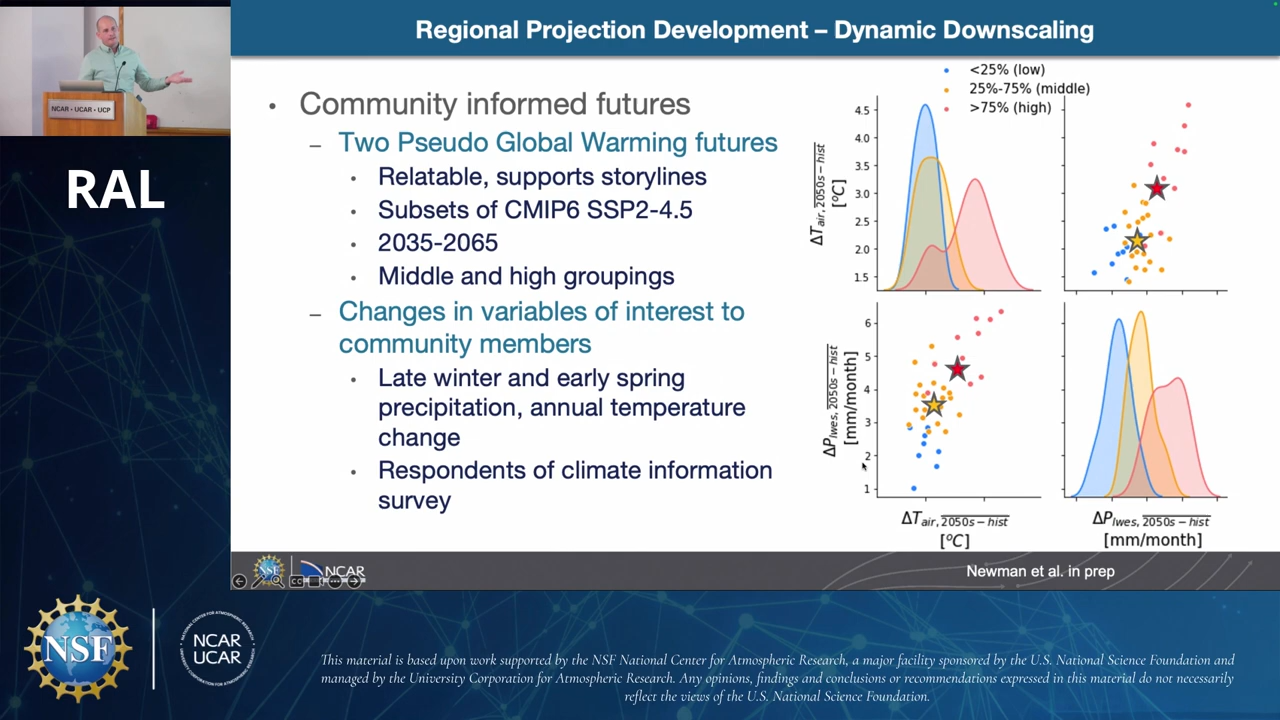 Regional Projection Development – Dynamic Downscaling
NCAR • UCAR • UCP
RAL
• Community informed futures
– Two Pseudo Global Warming futures
• Relatable, supports storylines
• Subsets of CMIP6 SSP2-4.5
• 2035-2065
• Middle and high groupings
– Changes in variables of interest to
community members
• Late winter and early spring
precipitation, annual temperature
change
• Respondents of climate information
survey
<25% (low)
25%-75% (middle)
>75% (high)
4.5
4.0
3.5
3.0
2.5
2.0
1.5
ΔTair, 2050s − hist
[°C]
6
5
4
3
2
1
ΔPlwes, 2050s − hist
[mm/month]
ΔTair, 2050s − hist
[°C]
ΔPlwes, 2050s − hist
[mm/month]
NSF
NCAR
Newman et al. in prep
NSF
NCAR
UCAR
This material is based upon work supported by the NSF National Center for Atmospheric Research, a major facility sponsored by the U.S. National Science Foundation and
managed by the University Corporation for Atmospheric Research. Any opinions, findings and conclusions or recommendations expressed in this material do not necessarily
reflect the views of the U.S. National Science Foundation.